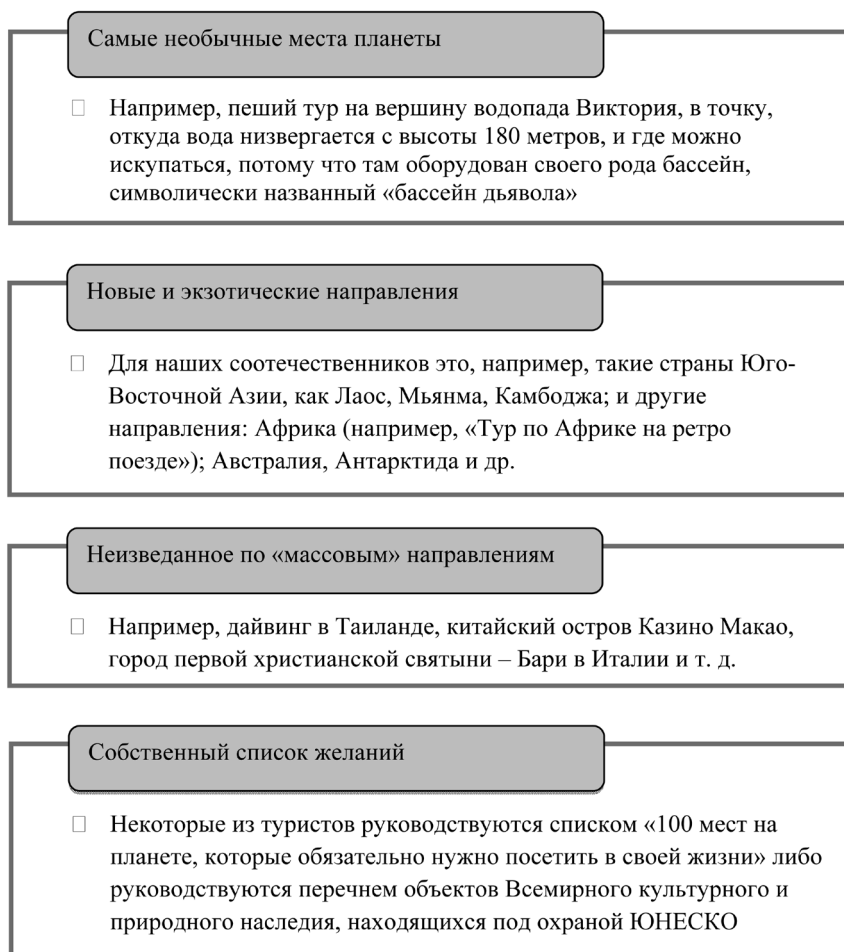 Самые необычные места планеты
Например, пеший тур на вершину водопада Виктория, в точку,
откуда вода низвергается с высоты 180 метров, и где можно
искупаться, потому что там оборудован своего рода бассейн,
символически названный «бассейн дьявола»
Новые и экзотические направления
Для наших соотечественников это, например, такие страны Юго-
Восточной Азии, как Лаос, Мьянма, Камбоджа; и другие
направления: Африка (например, «Тур по Африке на ретро
поезде»); Австралия, Антарктида и др.
Неизведанное по «массовым» направлениям
Например, дайвинг в Таиланде, китайский остров Казино Макао,
город первой христианской святыни – Бари в Италии и т. д.
Собственный список желаний
Некоторые из туристов руководствуются списком «100 мест на
планете, которые обязательно нужно посетить в своей жизни» либо
руководствуются перечнем объектов Всемирного культурного и
природного наследия, находящихся под охраной ЮНЕСКО